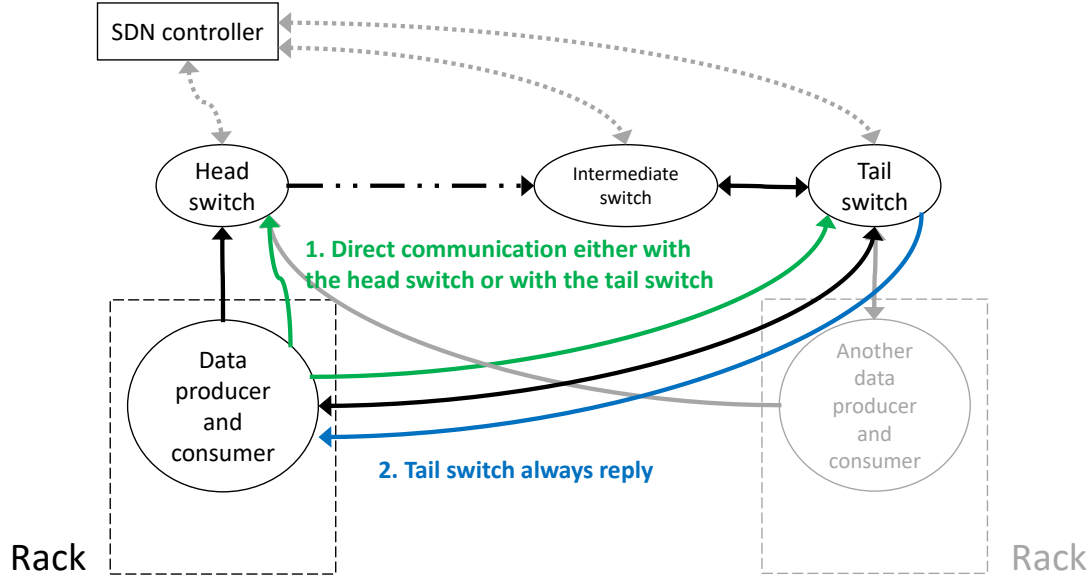 SDN controller
Head
switch
Intermediate
switch
Tail
switch
1. Direct communication either with
the head switch or with the tail switch
Data
producer
and
consumer
Another
data
producer
and
consumer
2. Tail switch always reply
Rack
Rack